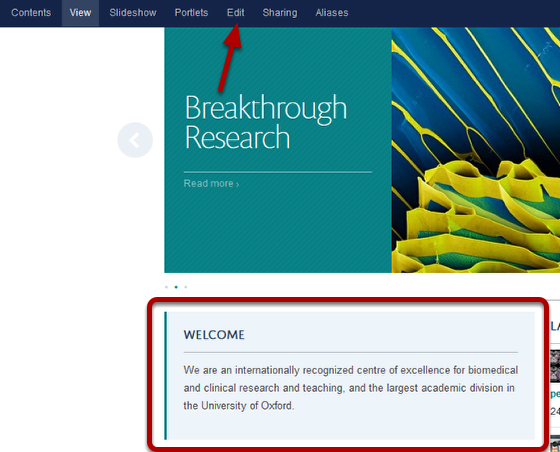 Contents View Slideshow Portlets Edit Sharing Aliases
Breakthrough
Research
Read more ›
WELCOME
We are an internationally recognized centre of excellence for biomedical
and clinical research and teaching, and the largest academic division in
the University of Oxford.
LA
pe
24